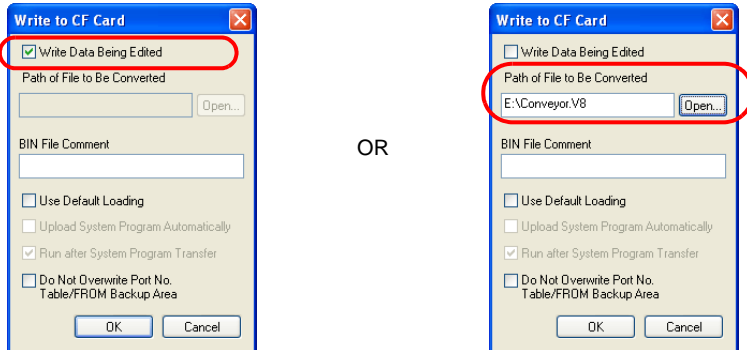 Write to CF Card
Write Data Being Edited
Path of File to Be Converted
Open...
BIN File Comment
Use Default Loading
Upload System Program Automatically
Run after System Program Transfer
Do Not Overwrite Port No.
Table/FROM Backup Area
OK Cancel
OR
Write to CF Card
Write Data Being Edited
Path of File to Be Converted
E:\Conveyor.V8 Open...
BIN File Comment
Use Default Loading
Upload System Program Automatically
Run after System Program Transfer
Do Not Overwrite Port No.
Table/FROM Backup Area
OK Cancel